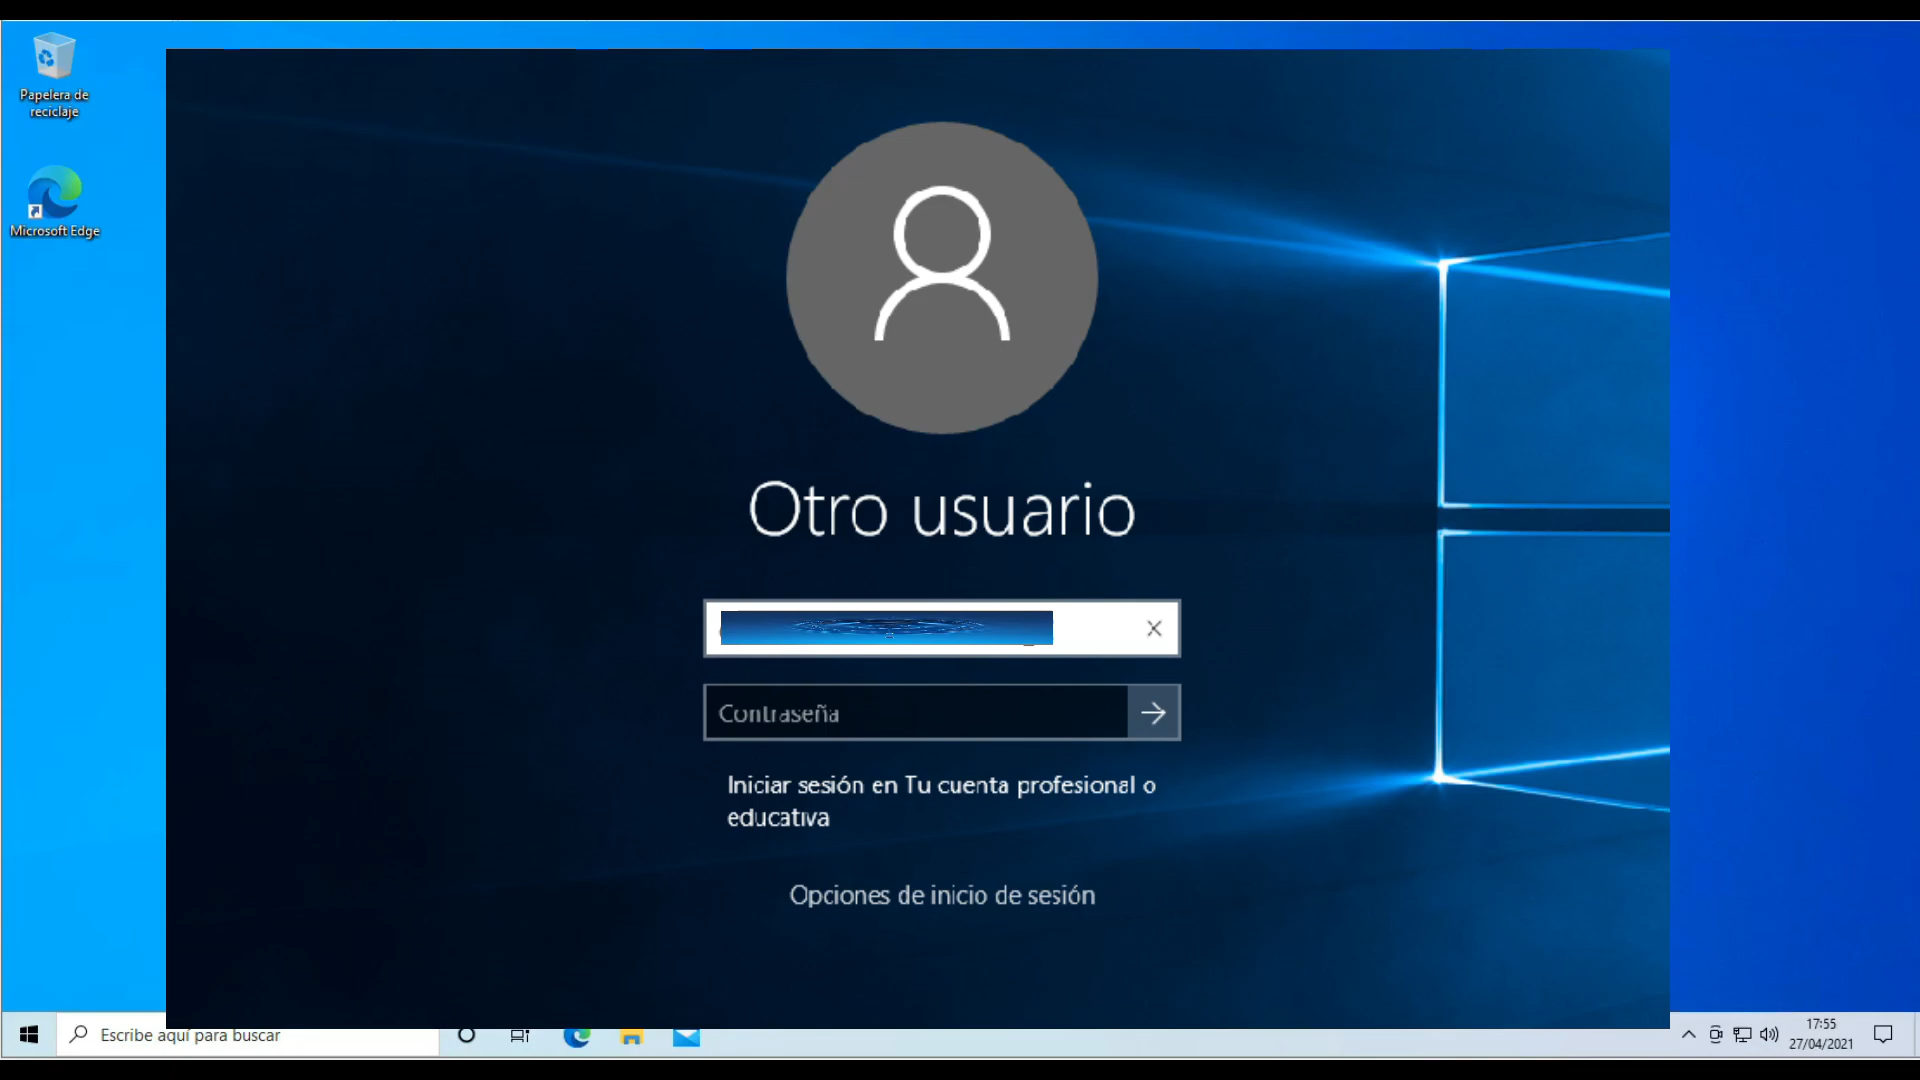 Papelera de
reciclaje
Microsoft Edge
Otro usuario
Contraseña
Iniciar sesión en Tu cuenta profesional o
educativa
Opciones de inicio de sesión
Escribe aquí para buscar
17:55
27/04/2021